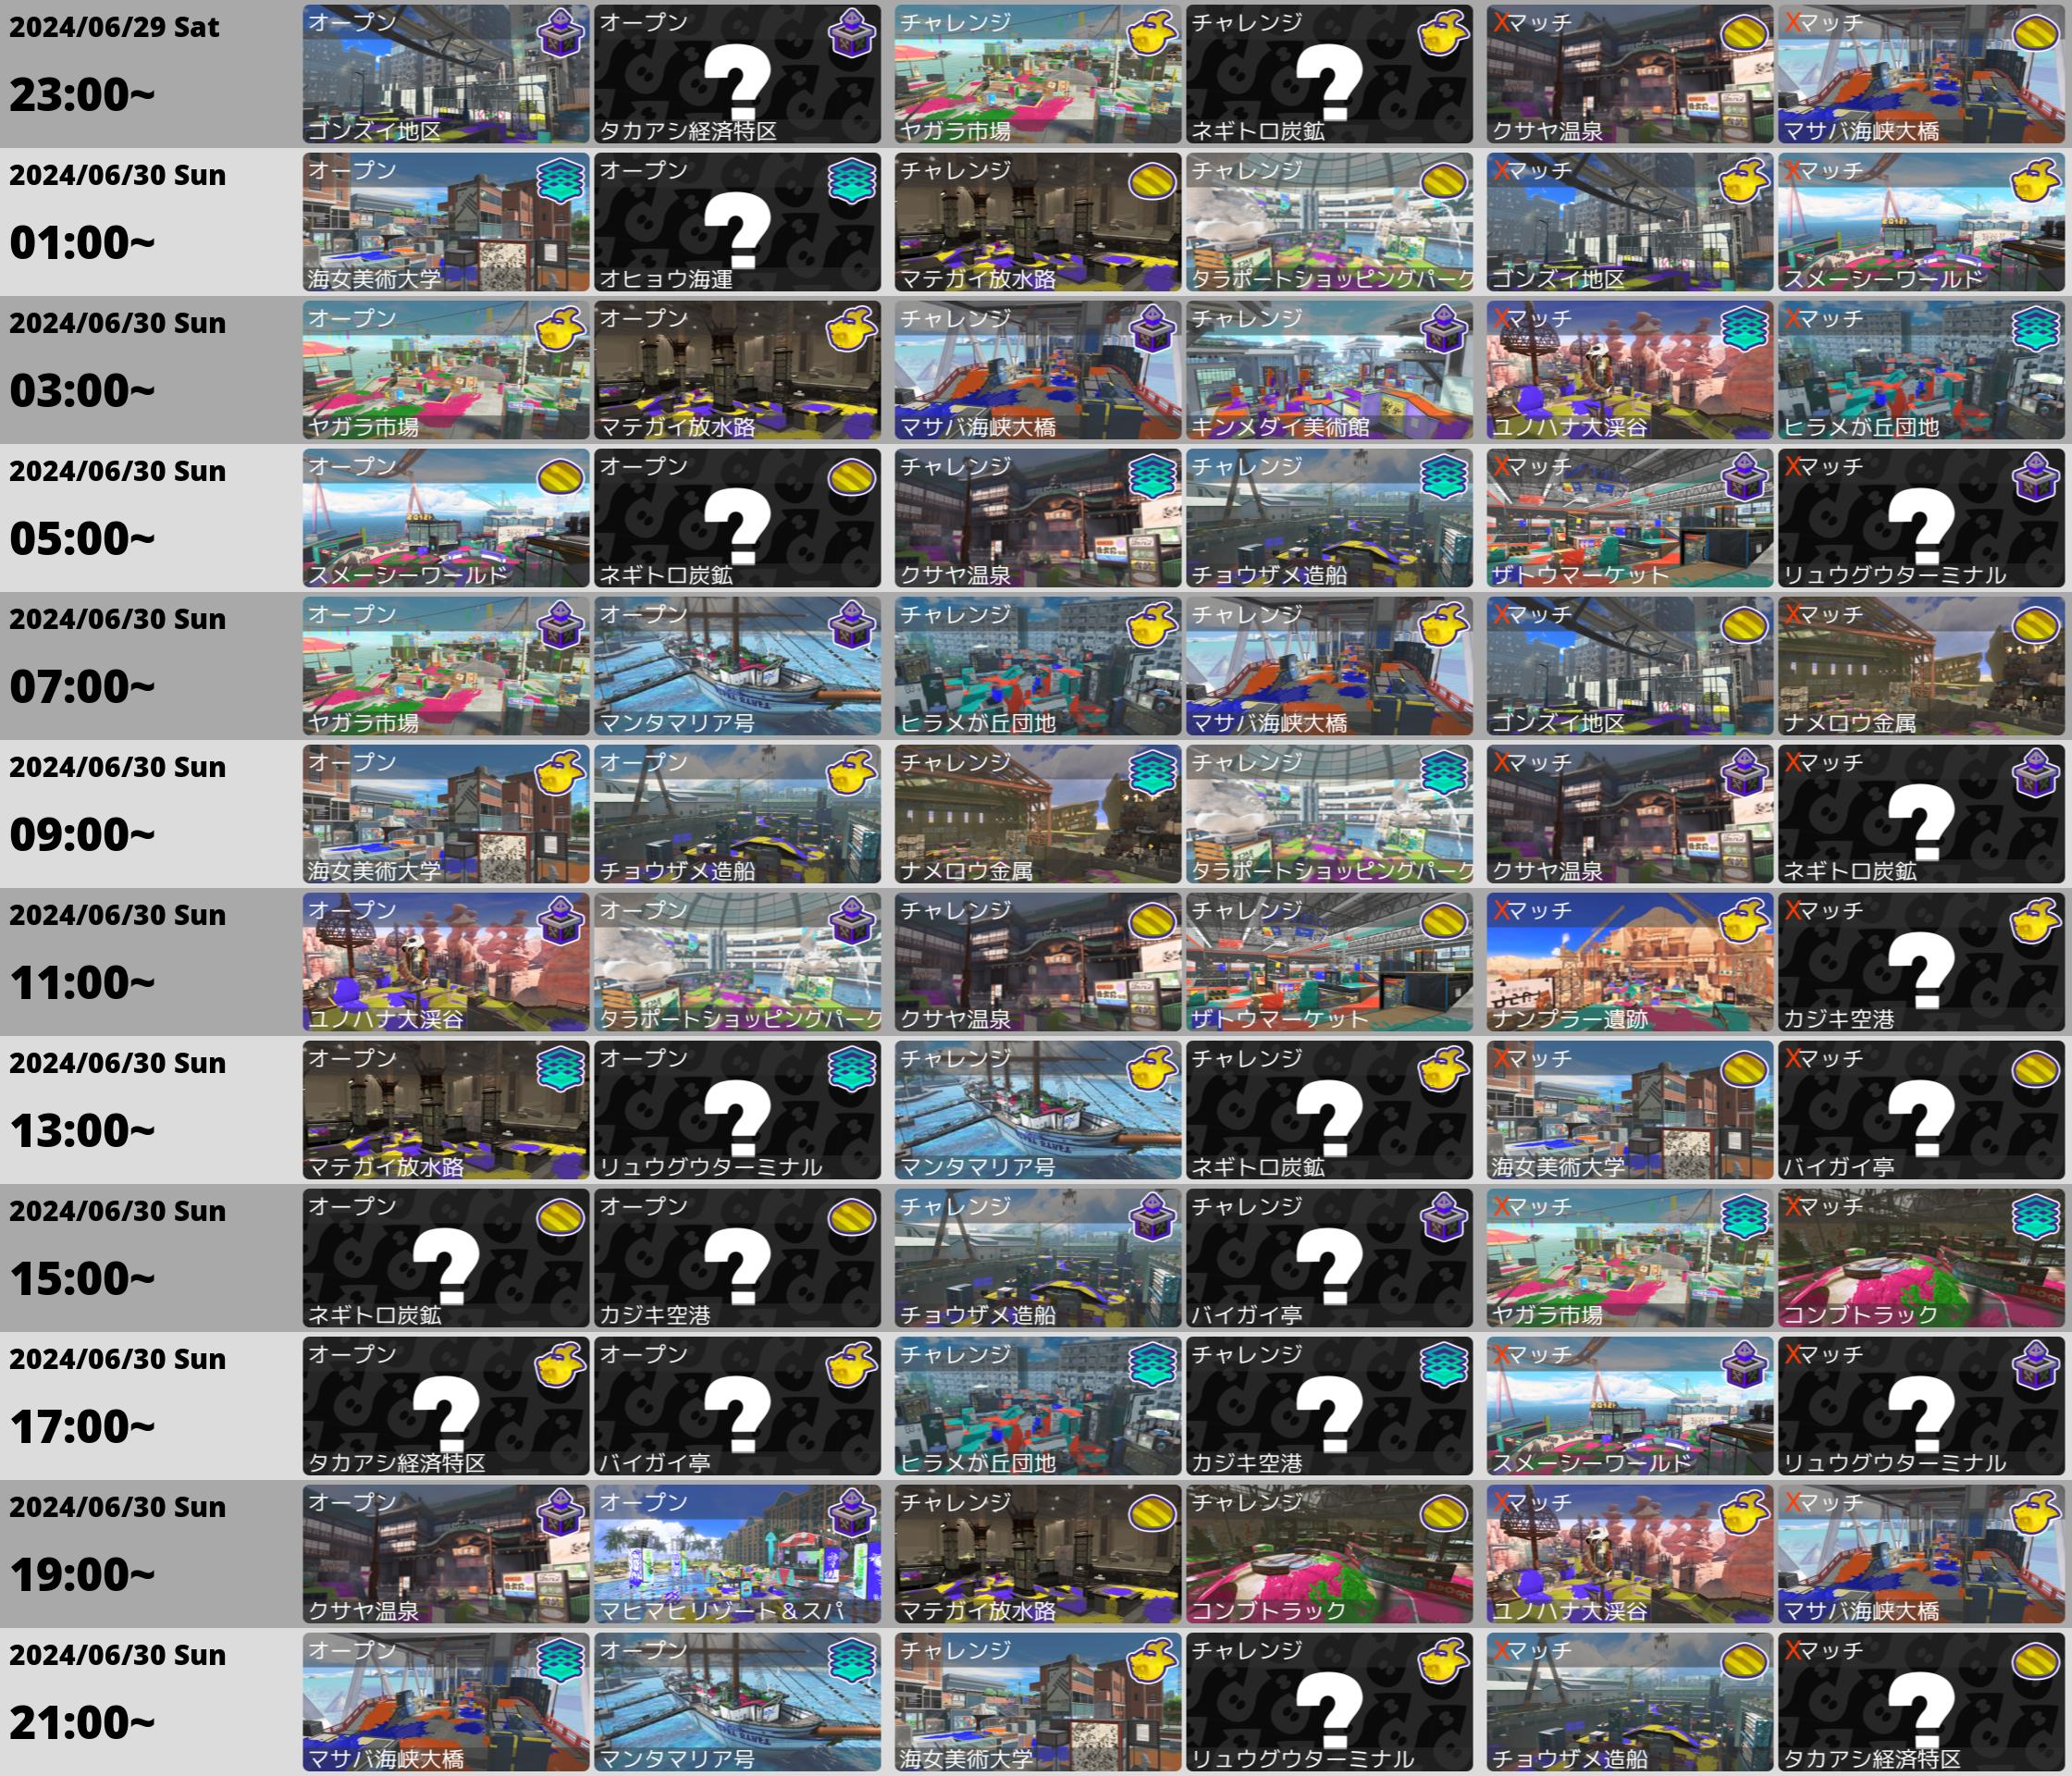 2024/06/29 Sat
23:00~
オープン
ゴンズイ地区
オープン
タカアシ経済特区
チャレンジ
ヤガラ市場
チャレンジ
ネギトロ炭鉱
Xマッチ
クサヤ温泉
Xマッチ
マサバ海峡大橋
2024/06/30 Sun
01:00~
オープン
海女美術大学
オープン
オヒョウ海運
チャレンジ
マテガイ放水路
チャレンジ
タラポートショッピングパーク
Xマッチ
ゴンズイ地区
Xマッチ
スメーシーワールド
2024/06/30 Sun
03:00~
オープン
ヤガラ市場
オープン
マテガイ放水路
チャレンジ
マサバ海峡大橋
チャレンジ
キンメダイ美術館
Xマッチ
ユノハナ大渓谷
Xマッチ
ヒラメが丘団地
2024/06/30 Sun
05:00~
オープン
スメーシーワールド
オープン
ネギトロ炭鉱
チャレンジ
クサヤ温泉
チャレンジ
チョウザメ造船
Xマッチ
ザトウマーケット
Xマッチ
リュウグウターミナル
2024/06/30 Sun
07:00~
オープン
ヤガラ市場
オープン
マンタマリア号
チャレンジ
ヒラメが丘団地
チャレンジ
マサバ海峡大橋
Xマッチ
ゴンズイ地区
Xマッチ
ナメロウ金属
2024/06/30 Sun
09:00~
オープン
海女美術大学
オープン
チョウザメ造船
チャレンジ
ナメロウ金属
チャレンジ
タラポートショッピングパーク
Xマッチ
クサヤ温泉
Xマッチ
ネギトロ炭鉱
2024/06/30 Sun
11:00~
オープン
ユノハナ大渓谷
オープン
タラポートショッピングパーク
チャレンジ
クサヤ温泉
チャレンジ
ザトウマーケット
Xマッチ
ナンプラー遺跡
Xマッチ
カジキ空港
2024/06/30 Sun
13:00~
オープン
マテガイ放水路
オープン
リュウグウターミナル
チャレンジ
マンタマリア号
チャレンジ
ネギトロ炭鉱
Xマッチ
海女美術大学
Xマッチ
バイガイ亭
2024/06/30 Sun
15:00~
オープン
ネギトロ炭鉱
オープン
カジキ空港
チャレンジ
チョウザメ造船
チャレンジ
バイガイ亭
Xマッチ
ヤガラ市場
Xマッチ
コンブトラック
2024/06/30 Sun
17:00~
オープン
タカアシ経済特区
オープン
バイガイ亭
チャレンジ
ヒラメが丘団地
チャレンジ
カジキ空港
Xマッチ
スメーシーワールド
Xマッチ
リュウグウターミナル
2024/06/30 Sun
19:00~
オープン
クサヤ温泉
オープン
マヒマヒリゾート＆スパ
チャレンジ
マテガイ放水路
チャレンジ
コンブトラック
Xマッチ
ユノハナ大渓谷
Xマッチ
マサバ海峡大橋
2024/06/30 Sun
21:00~
オープン
マサバ海峡大橋
オープン
マンタマリア号
チャレンジ
海女美術大学
チャレンジ
リュウグウターミナル
Xマッチ
チョウザメ造船
Xマッチ
タカアシ経済特区